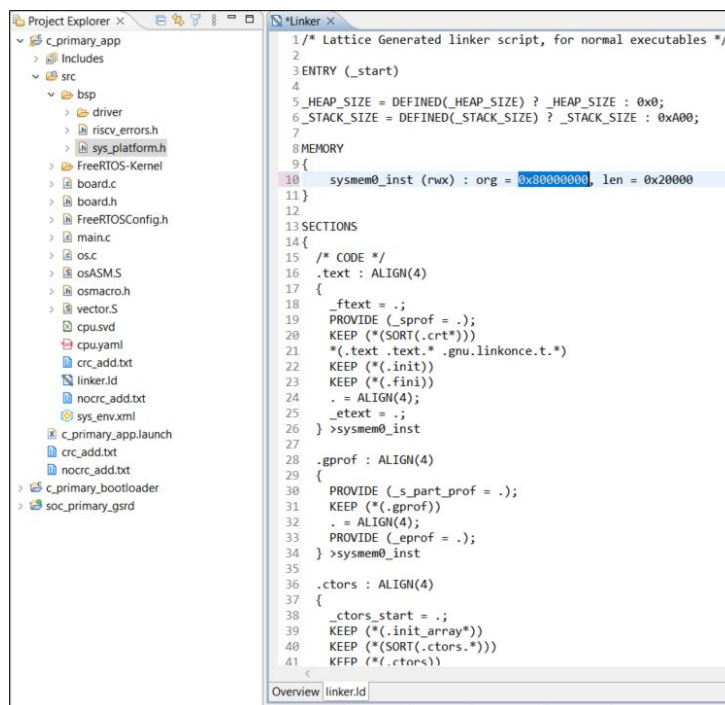 Project Explorer
c_primary_app
Includes
src
bsp
driver
riscv_errors.h
sys_platform.h
FreeRTOS-Kernel
board.c
board.h
FreeRTOSConfig.h
main.c
os.c
osASM.S
osmacro.h
vector.S
cpu.svd
cpu.yaml
crc_add.txt
linker.ld
nocrc_add.txt
sys_env.xml
c_primary_app.launch
crc_add.txt
nocrc_add.txt
c_primary_bootloader
soc_primary_gsrd
*Linker
1 /* Lattice Generated linker script, for normal executables */
2
3 ENTRY (_start)
4
5 _HEAP_SIZE = DEFINED(_HEAP_SIZE) ? _HEAP_SIZE : 0x0;
6 _STACK_SIZE = DEFINED(_STACK_SIZE) ? _STACK_SIZE : 0xA00;
7
8 MEMORY
9 {
10     sysmem0_inst (rwx) : org = 0x80000000, len = 0x20000
11 }
12
13 SECTIONS
14 {
15   /* CODE */
16   .text : ALIGN(4)
17   {
18     _ftext = .;
19     PROVIDE (_sprof = .);
20     KEEP (*(SORT(.crt*)))
21     *(.text .text.* .gnu.linkonce.t.*)
22     KEEP (*(.init))
23     KEEP (*(.fini))
24     . = ALIGN(4);
25     _etext = .;
26   } >sysmem0_inst
27
28   .gprof : ALIGN(4)
29   {
30     PROVIDE (_s_part_prof = .);
31     KEEP (*(.gprof))
32     . = ALIGN(4);
33     PROVIDE (_eprof = .);
34   } >sysmem0_inst
35
36   .ctors : ALIGN(4)
37   {
38     _ctors_start = .;
39     KEEP (*(.init_array*))
40     KEEP (*(SORT(.ctors.*)))
41     KEEP (*(.ctors))
Overview linker.ld